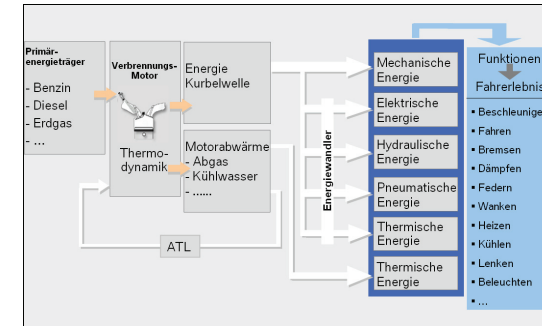 Primär-
energieträger
- Benzin
- Diesel
- Erdgas
- ...
Verbrennungs-
Motor
Thermo-
dynamik
Energie
Kurbelwelle
Motorabwärme
- Abgas
- Kühlwasser
- ......
ATL
Energiewandler
Mechanische
Energie
Elektrische
Energie
Hydraulische
Energie
Pneumatische
Energie
Thermische
Energie
Thermische
Energie
Funktionen
Fahrerlebnis
▪ Beschleunige
▪ Fahren
▪ Bremsen
▪ Dämpfen
▪ Federn
▪ Wanken
▪ Heizen
▪ Kühlen
▪ Lenken
▪ Beleuchten
▪ ...